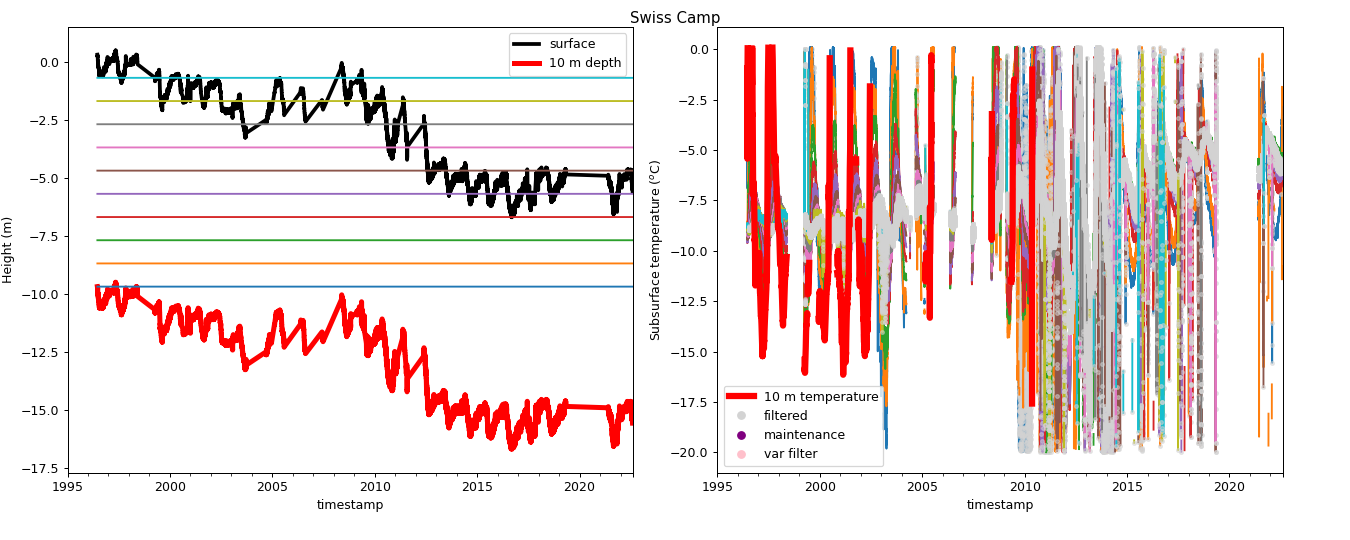 Swiss Camp
surface
10 m depth
0.0
−2.5
−5.0
−7.5
−10.0
−12.5
−15.0
−17.5
Height (m)
1995
2000
2005
2010
2015
2020
timestamp
0.0
−2.5
−5.0
−7.5
−10.0
−12.5
−15.0
−17.5
−20.0
Subsurface temperature (°C)
10 m temperature
filtered
maintenance
var filter
1995
2000
2005
2010
2015
2020
timestamp